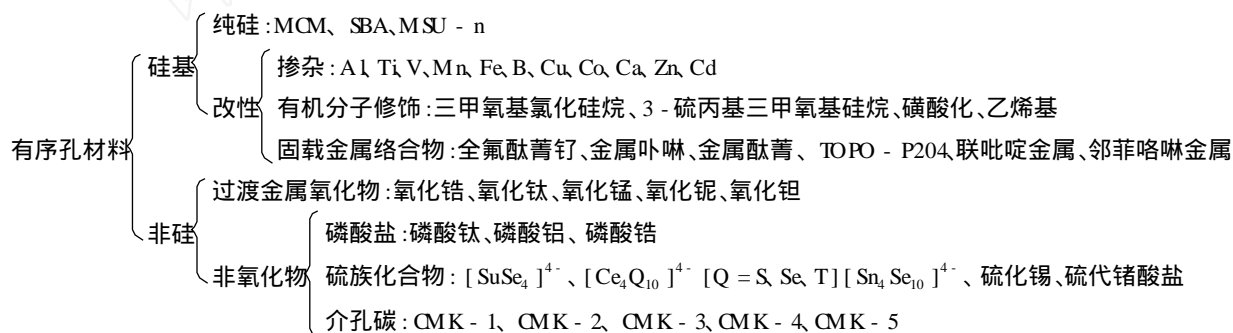 纯硅:MCM、SBA、MSU-n
硅基
掺杂:Al、Ti、V、Mn、Fe、B、Cu、Co、Ca、Zn、Cd
改性
有机分子修饰:三甲氧基氯化硅烷、3-硫丙基三甲氧基硅烷、磺酸化、乙烯基
有序孔材料
固载金属络合物:全氟酞菁钌、金属卟啉、金属酞菁、TOPO-P204、联吡啶金属、邻菲咯啉金属
过渡金属氧化物:氧化锆、氧化钛、氧化锰、氧化铌、氧化钽
非硅
磷酸盐:磷酸钛、磷酸铝、磷酸锆
非氧化物
硫族化合物:[SuSe₄]⁴⁻、[Ce₄Q₁₀]⁴⁻[Q=S、Se、T][Sn₄Se₁₀]⁴⁻、硫化锡、硫代锗酸盐
介孔碳:CMK-1、CMK-2、CMK-3、CMK-4、CMK-5